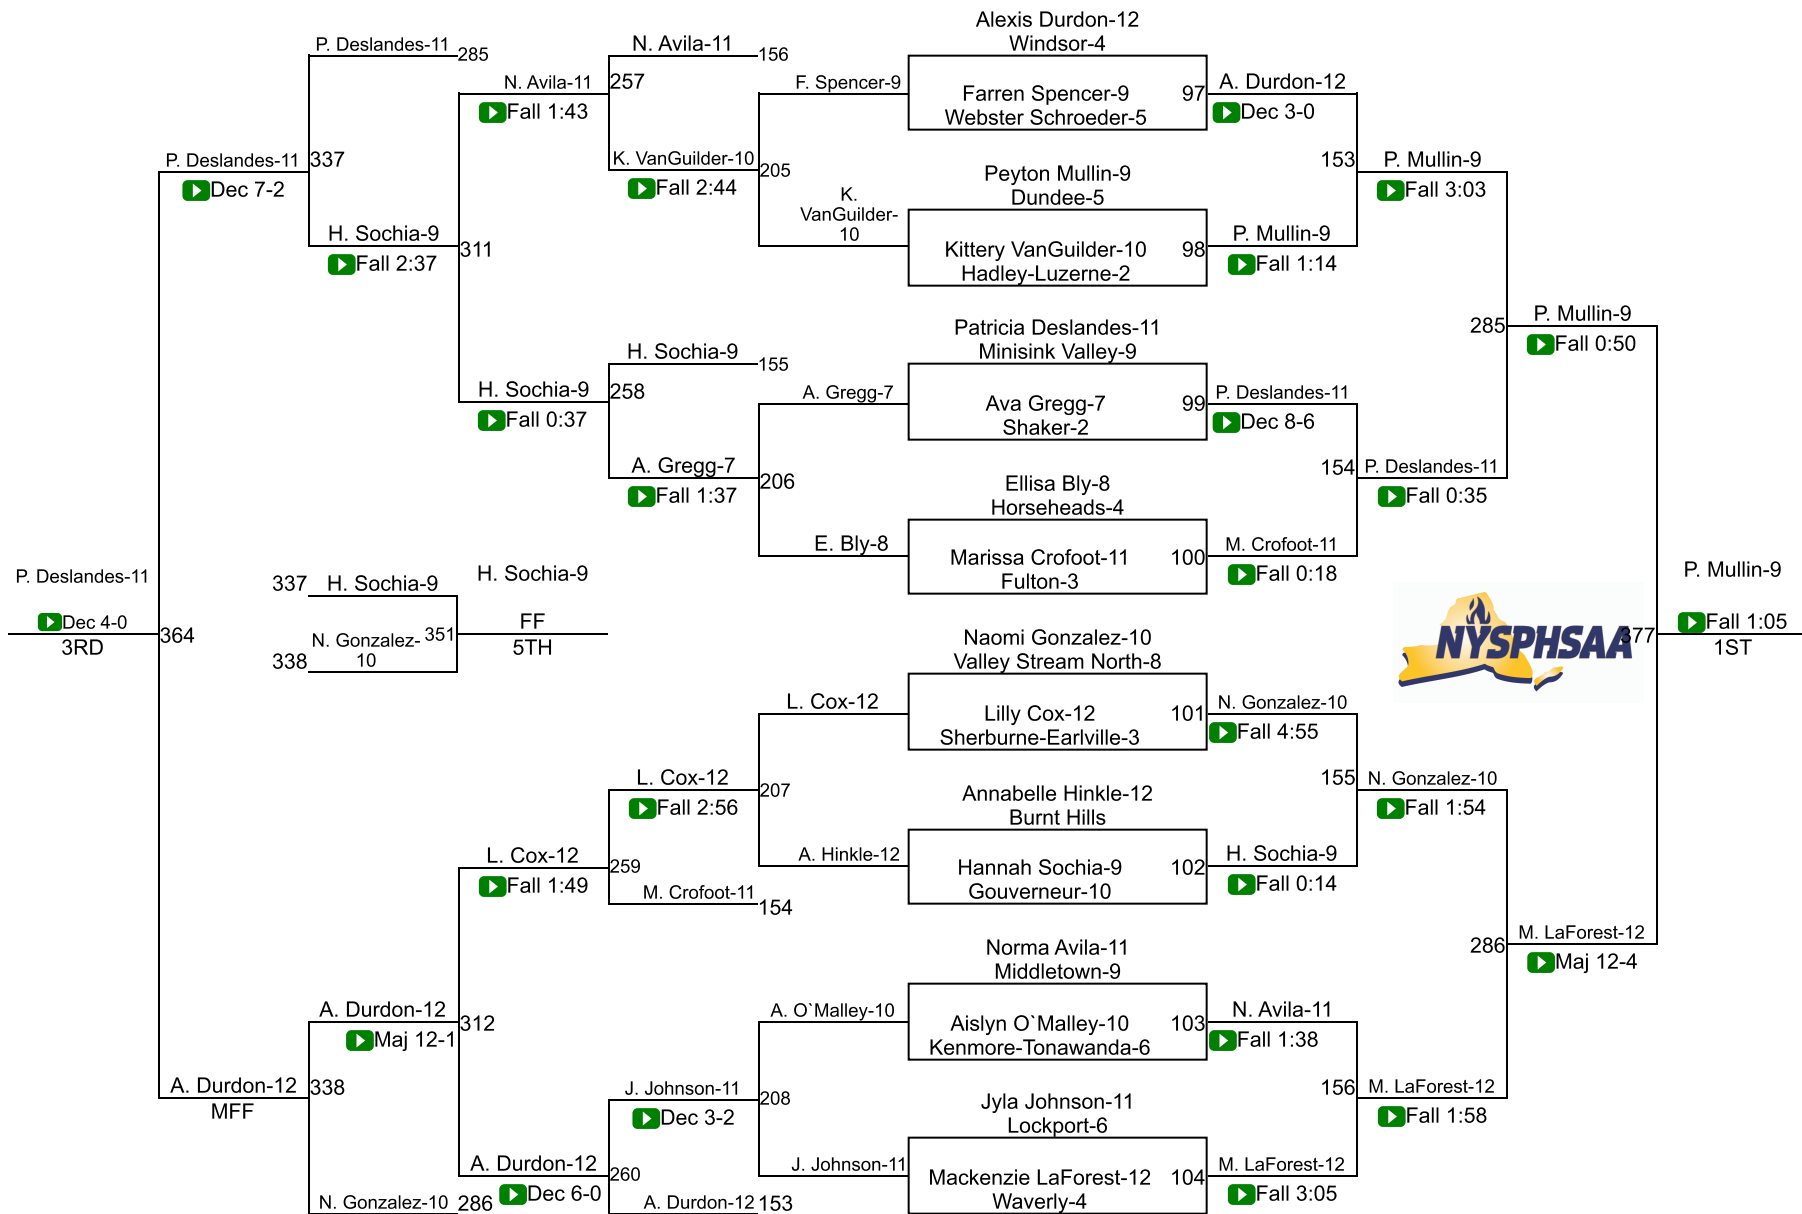 Alexis Durdon-12
Windsor-4
P. Deslandes-11
285
N. Avila-11
156
N. Avila-11
257
F. Spencer-9
Farren Spencer-9
97
A. Durdon-12
Fall 1:43
Webster Schroeder-5
Dec 3-0
P. Deslandes-11
337
K. VanGuilder-10
205
Peyton Mullin-9
153
P. Mullin-9
Dec 7-2
Fall 2:44
Dundee-5
Fall 3:03
K.
VanGuilder-
10
H. Sochia-9
311
Kittery VanGuilder-10
98
P. Mullin-9
Fall 2:37
Hadley-Luzerne-2
Fall 1:14
Patricia Deslandes-11
285
P. Mullin-9
H. Sochia-9
155
Minisink Valley-9
Fall 0:50
H. Sochia-9
258
A. Gregg-7
Ava Gregg-7
99
P. Deslandes-11
Fall 0:37
Shaker-2
Dec 8-6
A. Gregg-7
206
Ellisa Bly-8
154
P. Deslandes-11
Fall 1:37
Horseheads-4
Fall 0:35
E. Bly-8
Marissa Crofoot-11
100
M. Crofoot-11
Fulton-3
Fall 0:18
P. Deslandes-11
337
H. Sochia-9
H. Sochia-9
P. Mullin-9
Dec 4-0
FF
Fall 1:05
3RD
364
338
N. Gonzalez-
10
351
5TH
NYSPHSAA
377
1ST
Naomi Gonzalez-10
Valley Stream North-8
L. Cox-12
Lilly Cox-12
101
N. Gonzalez-10
Sherburne-Earlville-3
Fall 4:55
L. Cox-12
207
Annabelle Hinkle-12
155
N. Gonzalez-10
Fall 2:56
Burnt Hills
Fall 1:54
L. Cox-12
259
A. Hinkle-12
Hannah Sochia-9
102
H. Sochia-9
Fall 1:49
M. Crofoot-11
154
Gouverneur-10
Fall 0:14
Norma Avila-11
286
M. LaForest-12
Middletown-9
Maj 12-4
A. Durdon-12
312
A. O`Malley-10
Aislyn O`Malley-10
103
N. Avila-11
Maj 12-1
Kenmore-Tonawanda-6
Fall 1:38
A. Durdon-12
338
J. Johnson-11
208
Jyla Johnson-11
156
M. LaForest-12
MFF
Dec 3-2
Lockport-6
Fall 1:58
A. Durdon-12
260
J. Johnson-11
Mackenzie LaForest-12
104
M. LaForest-12
Dec 6-0
Waverly-4
Fall 3:05
N. Gonzalez-10
286
A. Durdon-12
153